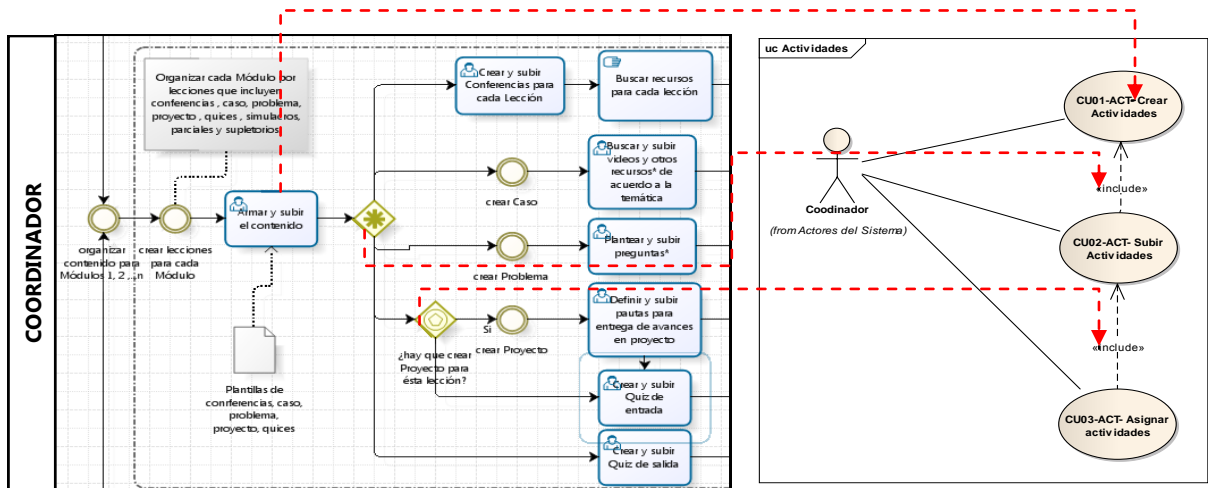 COORDINADOR
Organizar cada Módulo por
lecciones que incluyen
conferencias , caso, problema,
proyecto , quices , simulacros,
parciales y supletorios
organizar
contenido para
Módulos 1, 2 ,..n
crear lecciones
para cada
Módulo
Armar y subir
el contenido
Plantillas de
conrferencias, caso,
problema,
proyecto, quices
Crear y subir
Conferencias para
cada Lección
Buscar recursos
para cada lección
crear Caso
Buscar y subir
videos y otros
recursos* de
acuerdo a la
temática
crear Problema
Plantear y subir
preguntas*
¿hay que crear
Proyecto para
ésta lección?
Si
crear Proyecto
Definir y subir
pautas para
entrega de avances
en proyecto
Crear y subir
Quiz de
entrada
Crear y subir
Quiz de salida
uc Actividades
Coodinador
(from Actores del Sistema)
CU01-ACT- Crear
Actividades
«include»
CU02-ACT- Subir
Actividades
«include»
CU03-ACT- Asignar
actividades